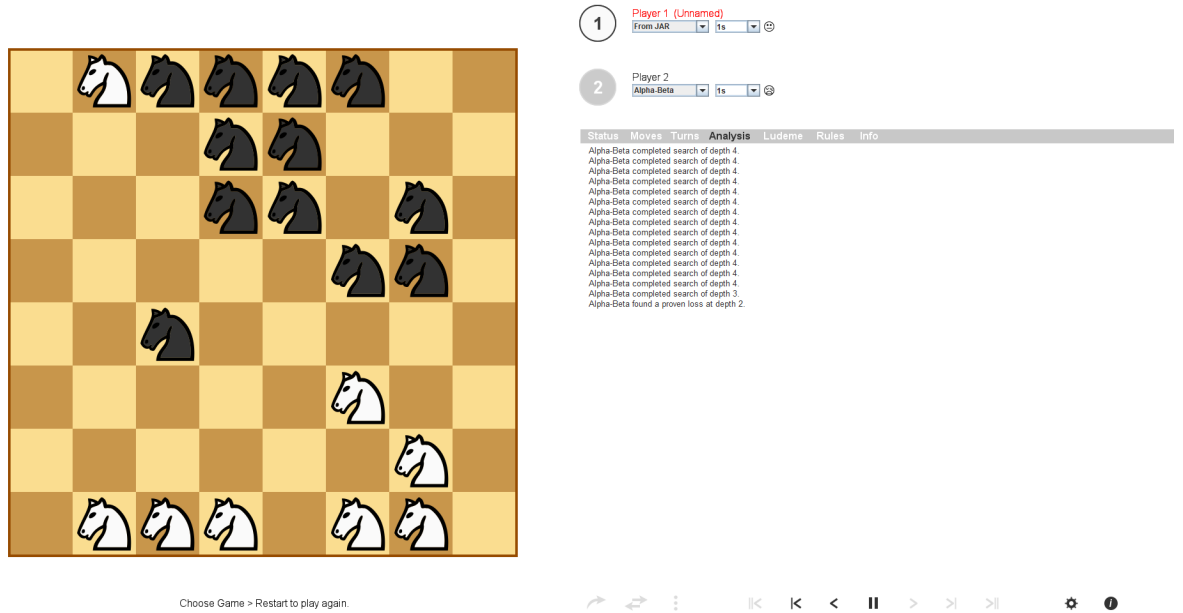 1
Player 1 (Unnamed)
From JAR
1s
2
Player 2
Alpha-Beta
1s
Status Moves Turns Analysis Ludeme Rules Info
Alpha-Beta completed search of depth 4.
Alpha-Beta completed search of depth 4.
Alpha-Beta completed search of depth 4.
Alpha-Beta completed search of depth 4.
Alpha-Beta completed search of depth 4.
Alpha-Beta completed search of depth 4.
Alpha-Beta completed search of depth 4.
Alpha-Beta completed search of depth 4.
Alpha-Beta completed search of depth 4.
Alpha-Beta completed search of depth 4.
Alpha-Beta completed search of depth 4.
Alpha-Beta completed search of depth 4.
Alpha-Beta completed search of depth 4.
Alpha-Beta completed search of depth 4.
Alpha-Beta completed search of depth 3.
Alpha-Beta found a proven loss at depth 2.
Choose Game > Restart to play again.